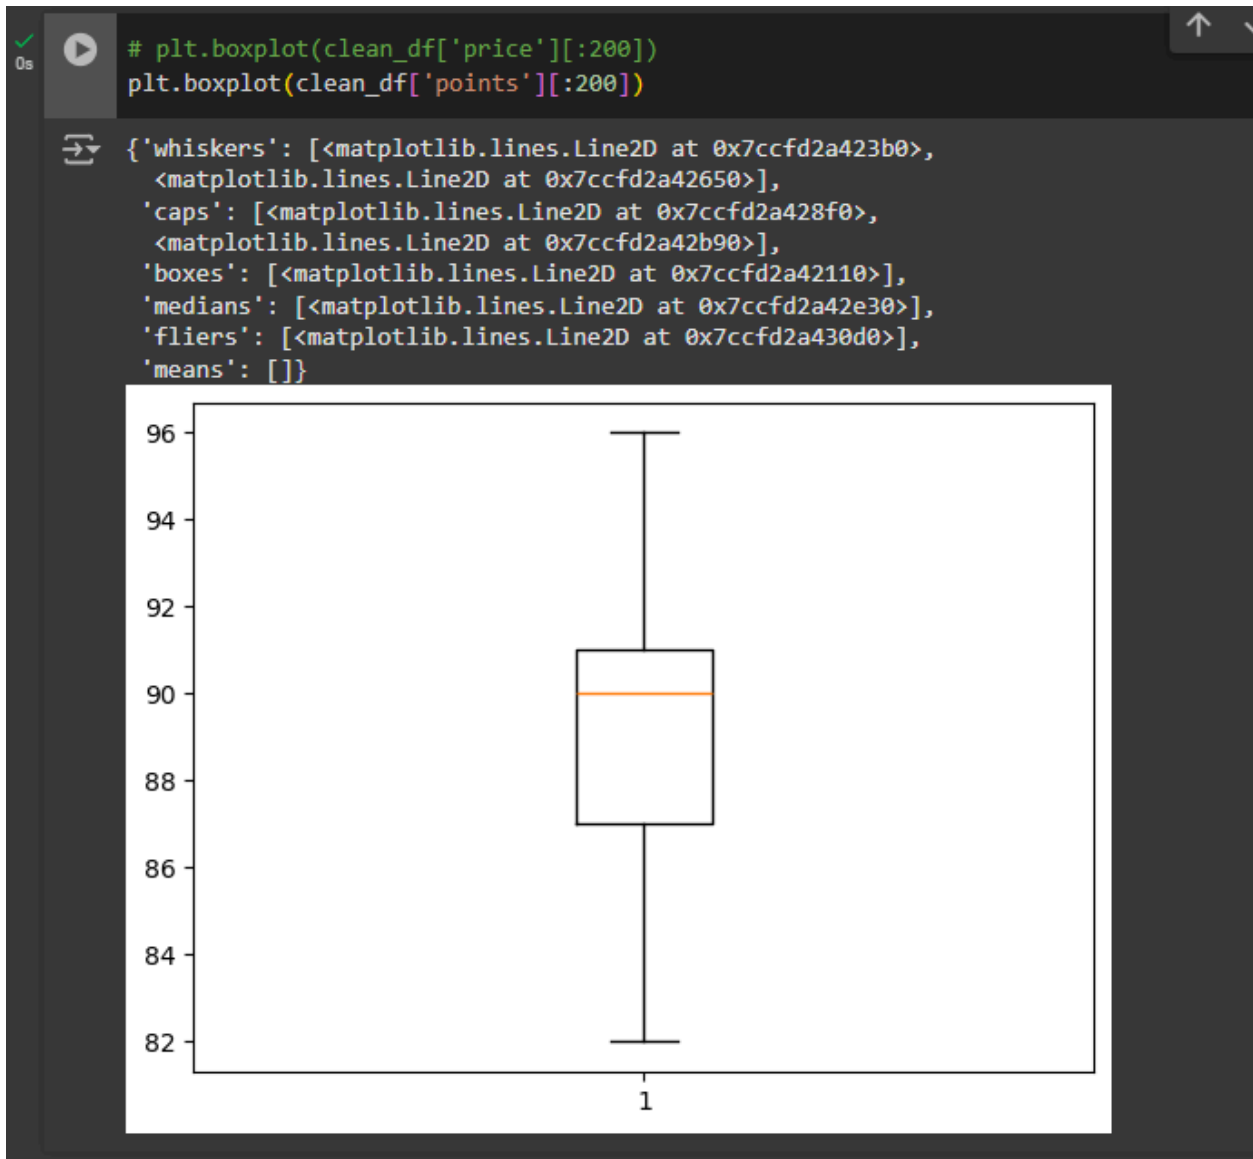 0s
# plt.boxplot(clean_df['price'][:200])
plt.boxplot(clean_df['points'][:200])
{'whiskers': [<matplotlib.lines.Line2D at 0x7ccfd2a423b0>,
  <matplotlib.lines.Line2D at 0x7ccfd2a42650>],
 'caps': [<matplotlib.lines.Line2D at 0x7ccfd2a428f0>,
  <matplotlib.lines.Line2D at 0x7ccfd2a42b90>],
 'boxes': [<matplotlib.lines.Line2D at 0x7ccfd2a42110>],
 'medians': [<matplotlib.lines.Line2D at 0x7ccfd2a42e30>],
 'fliers': [<matplotlib.lines.Line2D at 0x7ccfd2a430d0>],
 'means': []}
96
94
92
90
88
86
84
82
1